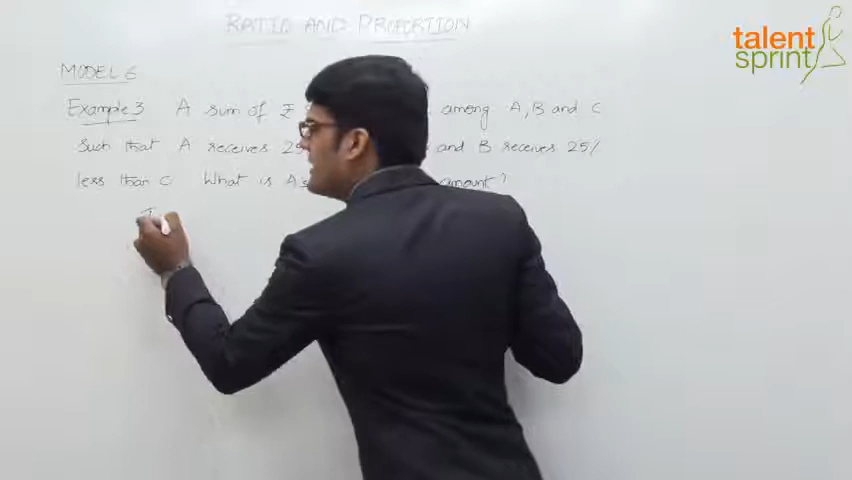 RATIO AND PROPORTION
talent
sprint
MODEL 6
Example 3 A sum of ₹ among A, B and C
Such that A receives and B receives 25%
less than C What is A amount?